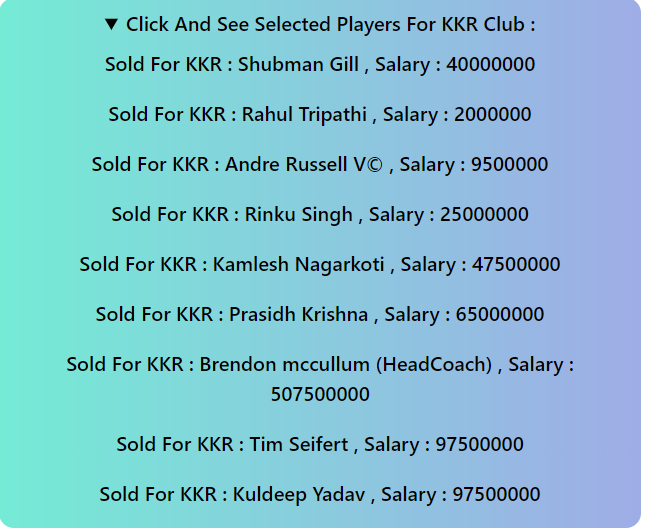 ▼ Click And See Selected Players For KKR Club :
Sold For KKR : Shubman Gill , Salary : 40000000
Sold For KKR : Rahul Tripathi , Salary : 2000000
Sold For KKR : Andre Russell V© , Salary : 9500000
Sold For KKR : Rinku Singh , Salary : 25000000
Sold For KKR : Kamlesh Nagarkoti , Salary : 47500000
Sold For KKR : Prasidh Krishna , Salary : 65000000
Sold For KKR : Brendon mccullum (HeadCoach) , Salary :
507500000
Sold For KKR : Tim Seifert , Salary : 97500000
Sold For KKR : Kuldeep Yadav , Salary : 97500000